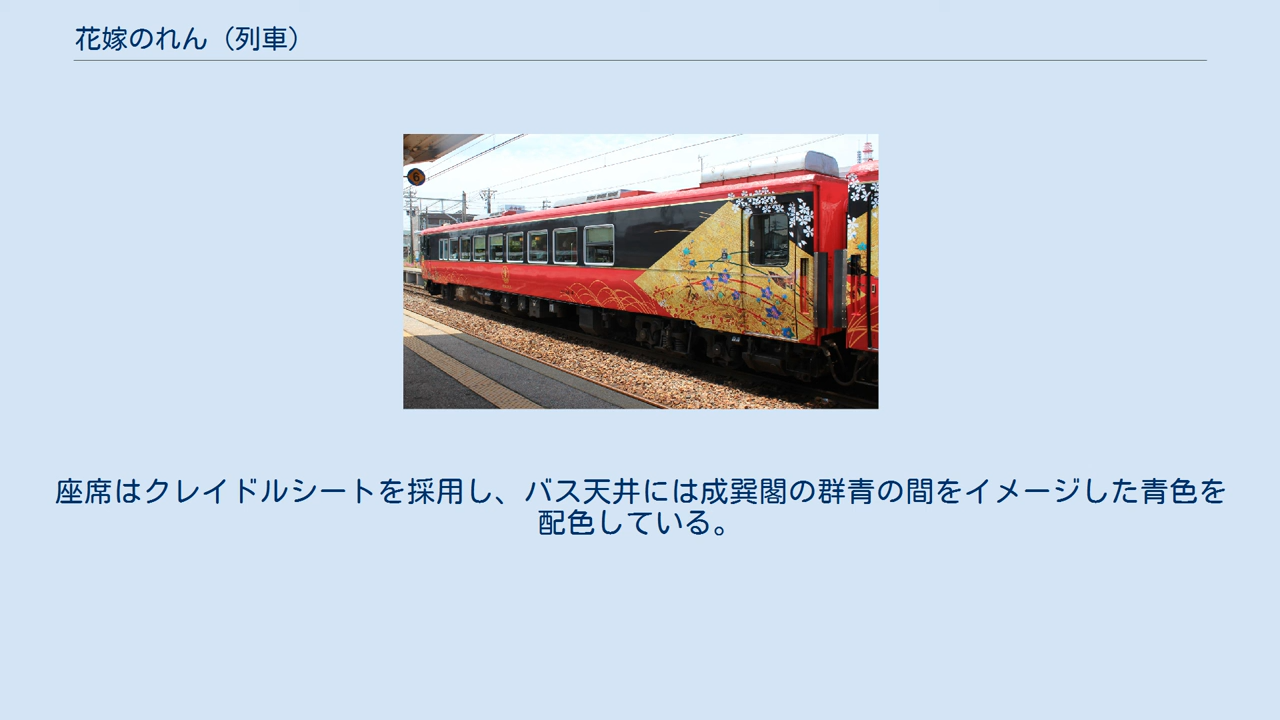 花嫁のれん（列車）
6
座席はクレイドルシートを採用し、バス天井には成巽閣の群青の間をイメージした青色を
配色している。